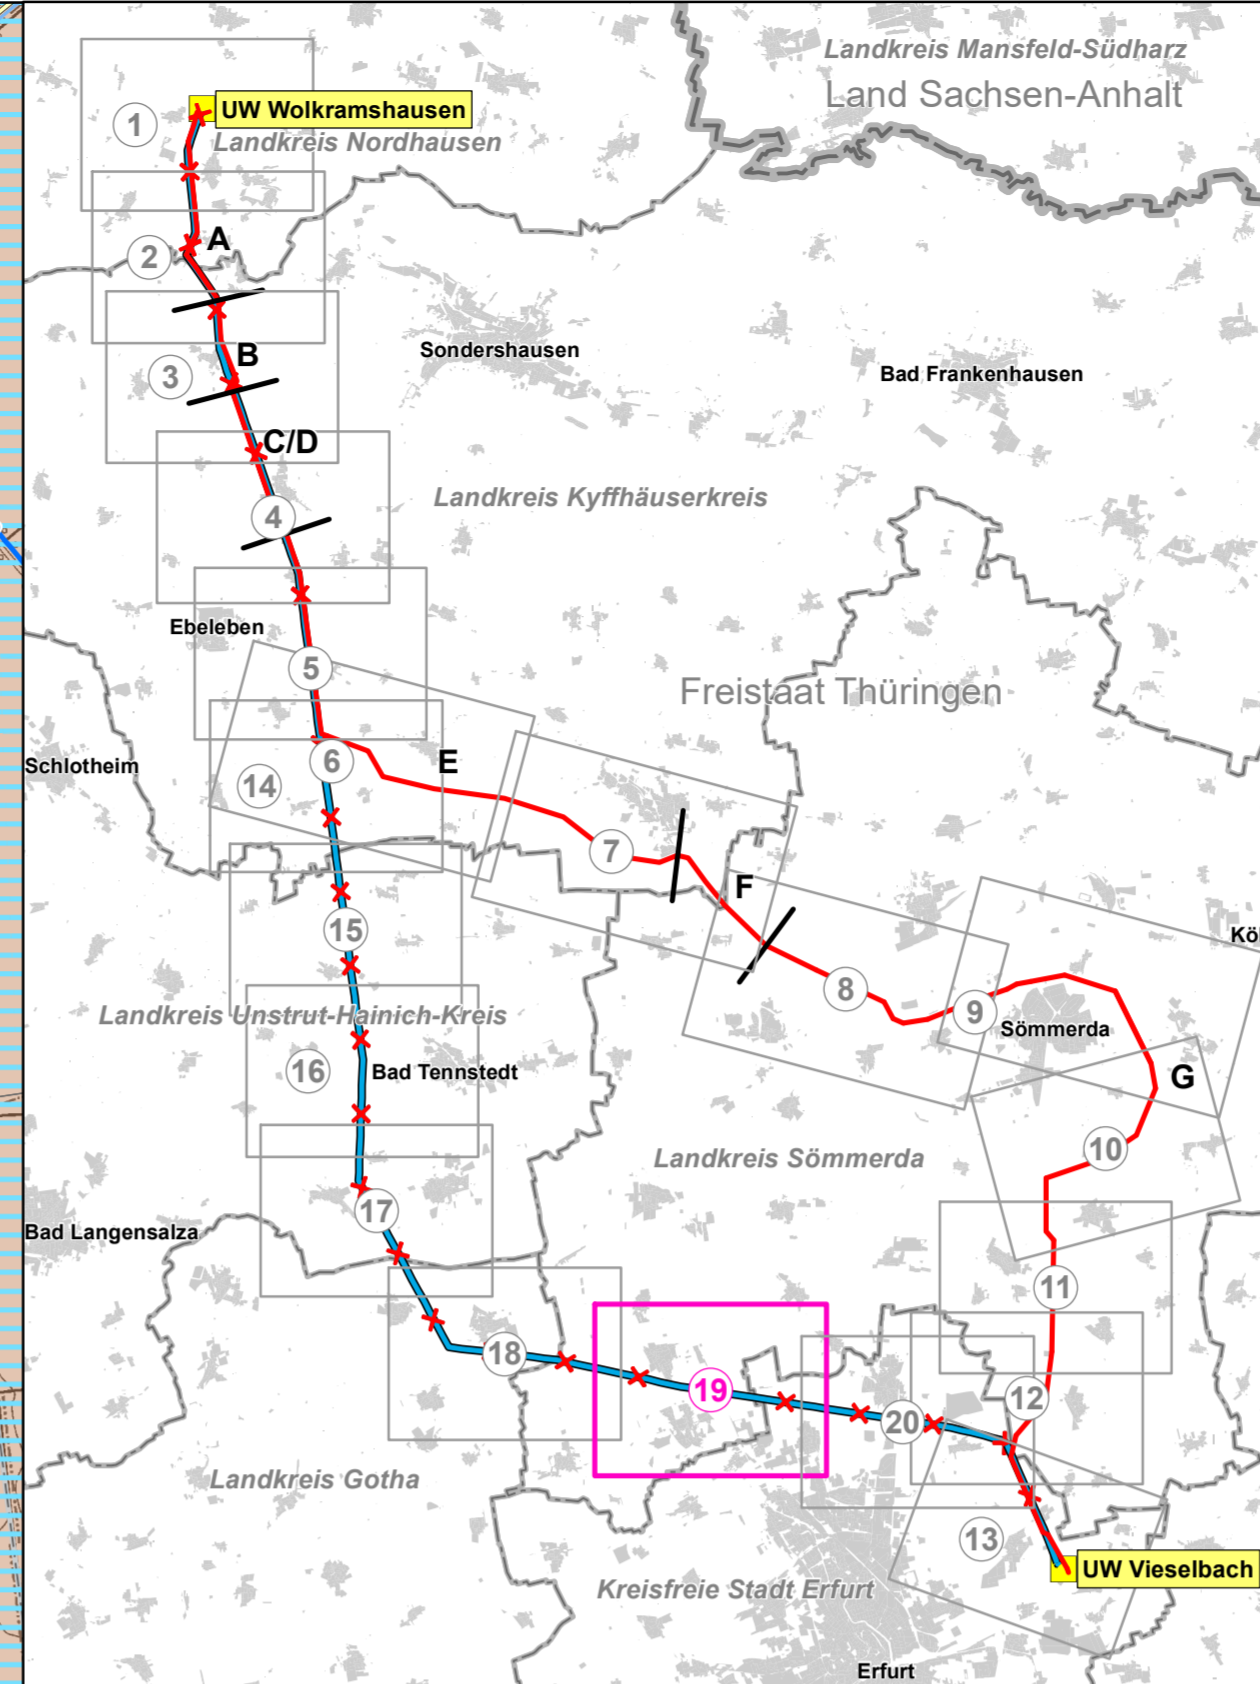 Landkreis Mansfeld-Südharz
Land Sachsen-Anhalt
UW Wolkramshausen
1
Landkreis Nordhausen
A
2
B
Sondershausen
3
Bad Frankenhausen
C/D
Landkreis Kyffhäuserkreis
4
Ebeleben
5
Freistaat Thüringen
6
E
Schlotheim
14
7
F
15
Kö
8
9
Landkreis Unstrut-Hainich-Kreis
Sömmerda
16
Bad Tennstedt
G
10
Landkreis Sömmerda
17
Bad Langensalza
11
18
19
12
20
Landkreis Gotha
13
UW Vieselbach
Kreisfreie Stadt Erfurt
Erfurt